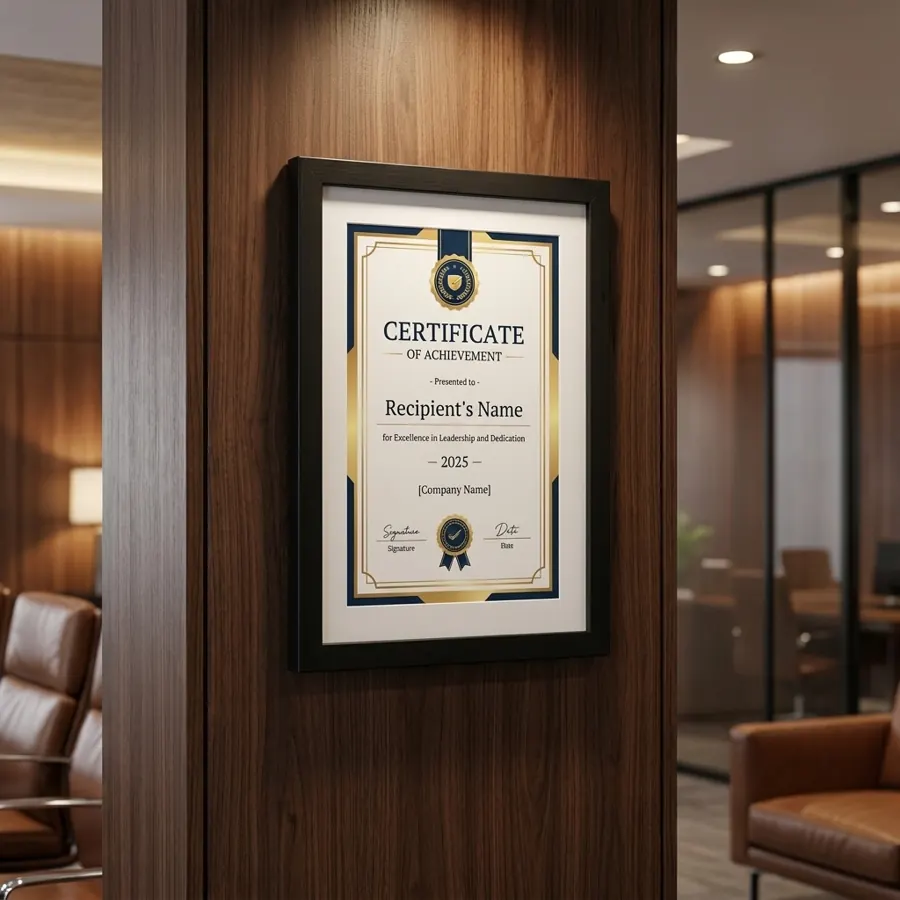 CERTIFICATE
OF ACHIEVEMENT
- Presented to -
Recipient's Name
for Excellence in Leadership and Dedication
— 2025 —
[Company Name]
Signature Date
Signature